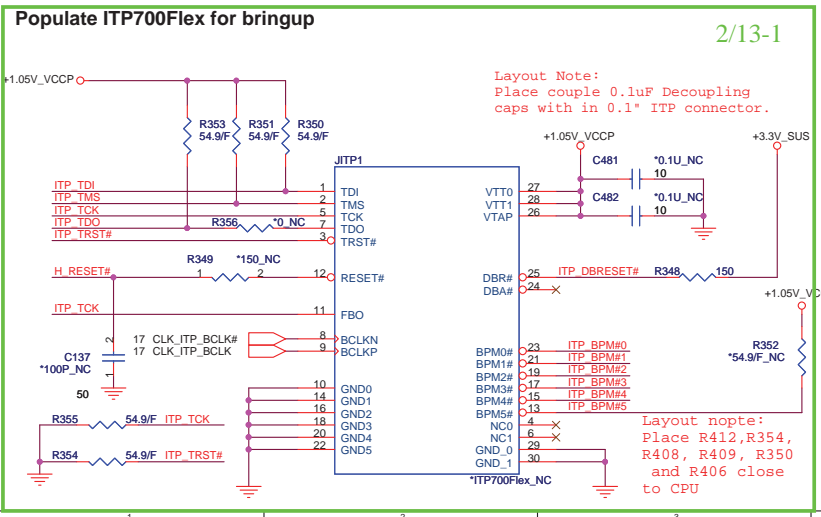 Populate ITP700Flex for bringup
2/13-1
Layout Note:
Place couple 0.1uF Decoupling
caps with in 0.1" ITP connector.
+1.05V_VCCP
R353
54.9/F
R351
54.9/F
R350
54.9/F
+1.05V_VCCP
+3.3V_SUS
C481
*0.1U_NC
10
C482
*0.1U_NC
10
JITP1
ITP_TDI
1
TDI
ITP_TMS
2
TMS
ITP_TCK
5
TCK
ITP_TDO
R356
*0_NC
7
TDO
ITP_TRST#
3
TRST#
VTT0
27
VTT1
28
VTAP
26
H_RESET#
R349
*150_NC
1
2
12
RESET#
DBR#
25
ITP_DBRESET#
R348
150
DBA#
24
+1.05V_VC
ITP_TCK
11
FBO
17 CLK_ITP_BCLK#
8
BCLKN
17 CLK_ITP_BCLK
9
BCLKP
2
C137
*100P_NC
1
50
BPM0#
23
ITP_BPM#0
BPM1#
21
ITP_BPM#1
BPM2#
19
ITP_BPM#2
BPM3#
17
ITP_BPM#3
BPM4#
15
ITP_BPM#4
BPM5#
13
ITP_BPM#5
R352
*54.9/F_NC
10
GND0
14
GND1
16
GND2
18
GND3
20
GND4
22
GND5
NC0
4
NC1
6
GND_0
29
GND_1
30
*ITP700Flex_NC
R355
54.9/F
ITP_TCK
R354
54.9/F
ITP_TRST#
Layout nopte:
Place R412,R354,
R408, R409, R350
and R406 close
to CPU
1
2
3